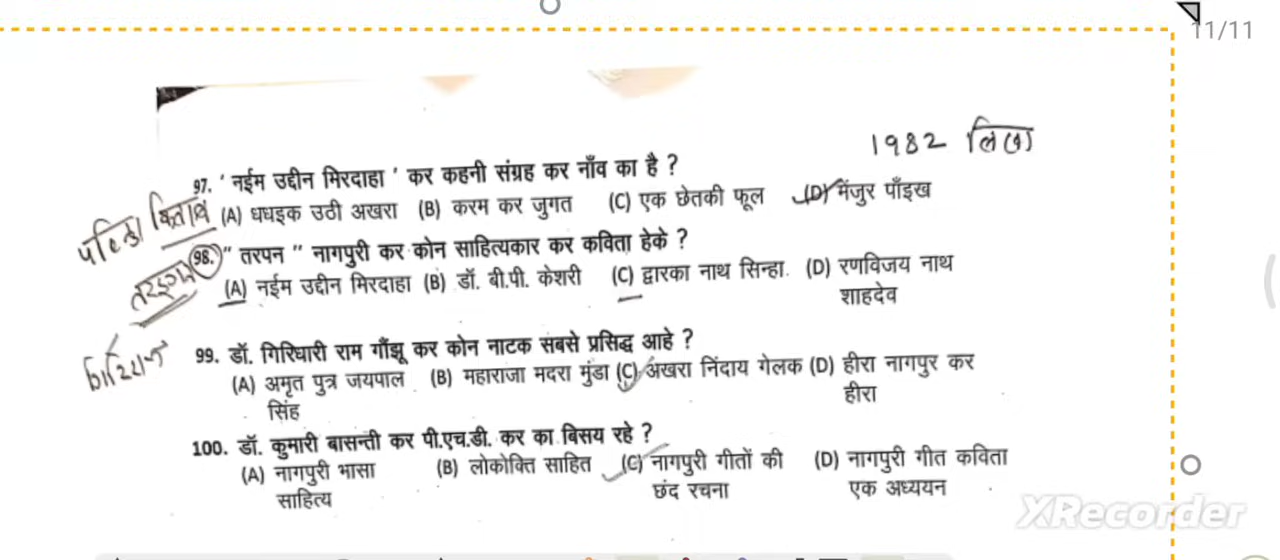 11/11
1982 लिखा
97. ' नईम उद्दीन मिरदाहा ' कर कहनी संग्रह कर नाँव का है ?
(A) धधइक उठी अखरा (B) करम कर जुगत (C) एक छेतकी फूल (D) मंजुर पाँइख
पहिला किताब
98. " तरपन " नागपुरी कर कोन साहित्यकार कर कविता हेके ?
(A) नईम उद्दीन मिरदाहा (B) डॉ. बी.पी. केशरी (C) द्वारका नाथ सिन्हा. (D) रणविजय नाथ
शाहदेव
99. डॉ. गिरिधारी राम गौंझू कर कोन नाटक सबसे प्रसिद्ध आहे ?
(A) अमृत पुत्र जयपाल (B) महाराजा मदरा मुंडा (C) अखरा निंदाय गेलक (D) हीरा नागपुर कर
सिंह हीरा
100. डॉ. कुमारी बासन्ती कर पी.एच.डी. कर का बिसय रहे ?
(A) नागपुरी भासा (B) लोकोक्ति साहित (C) नागपुरी गीतों की (D) नागपुरी गीत कविता
साहित्य छंद रचना एक अध्ययन
XRecorder